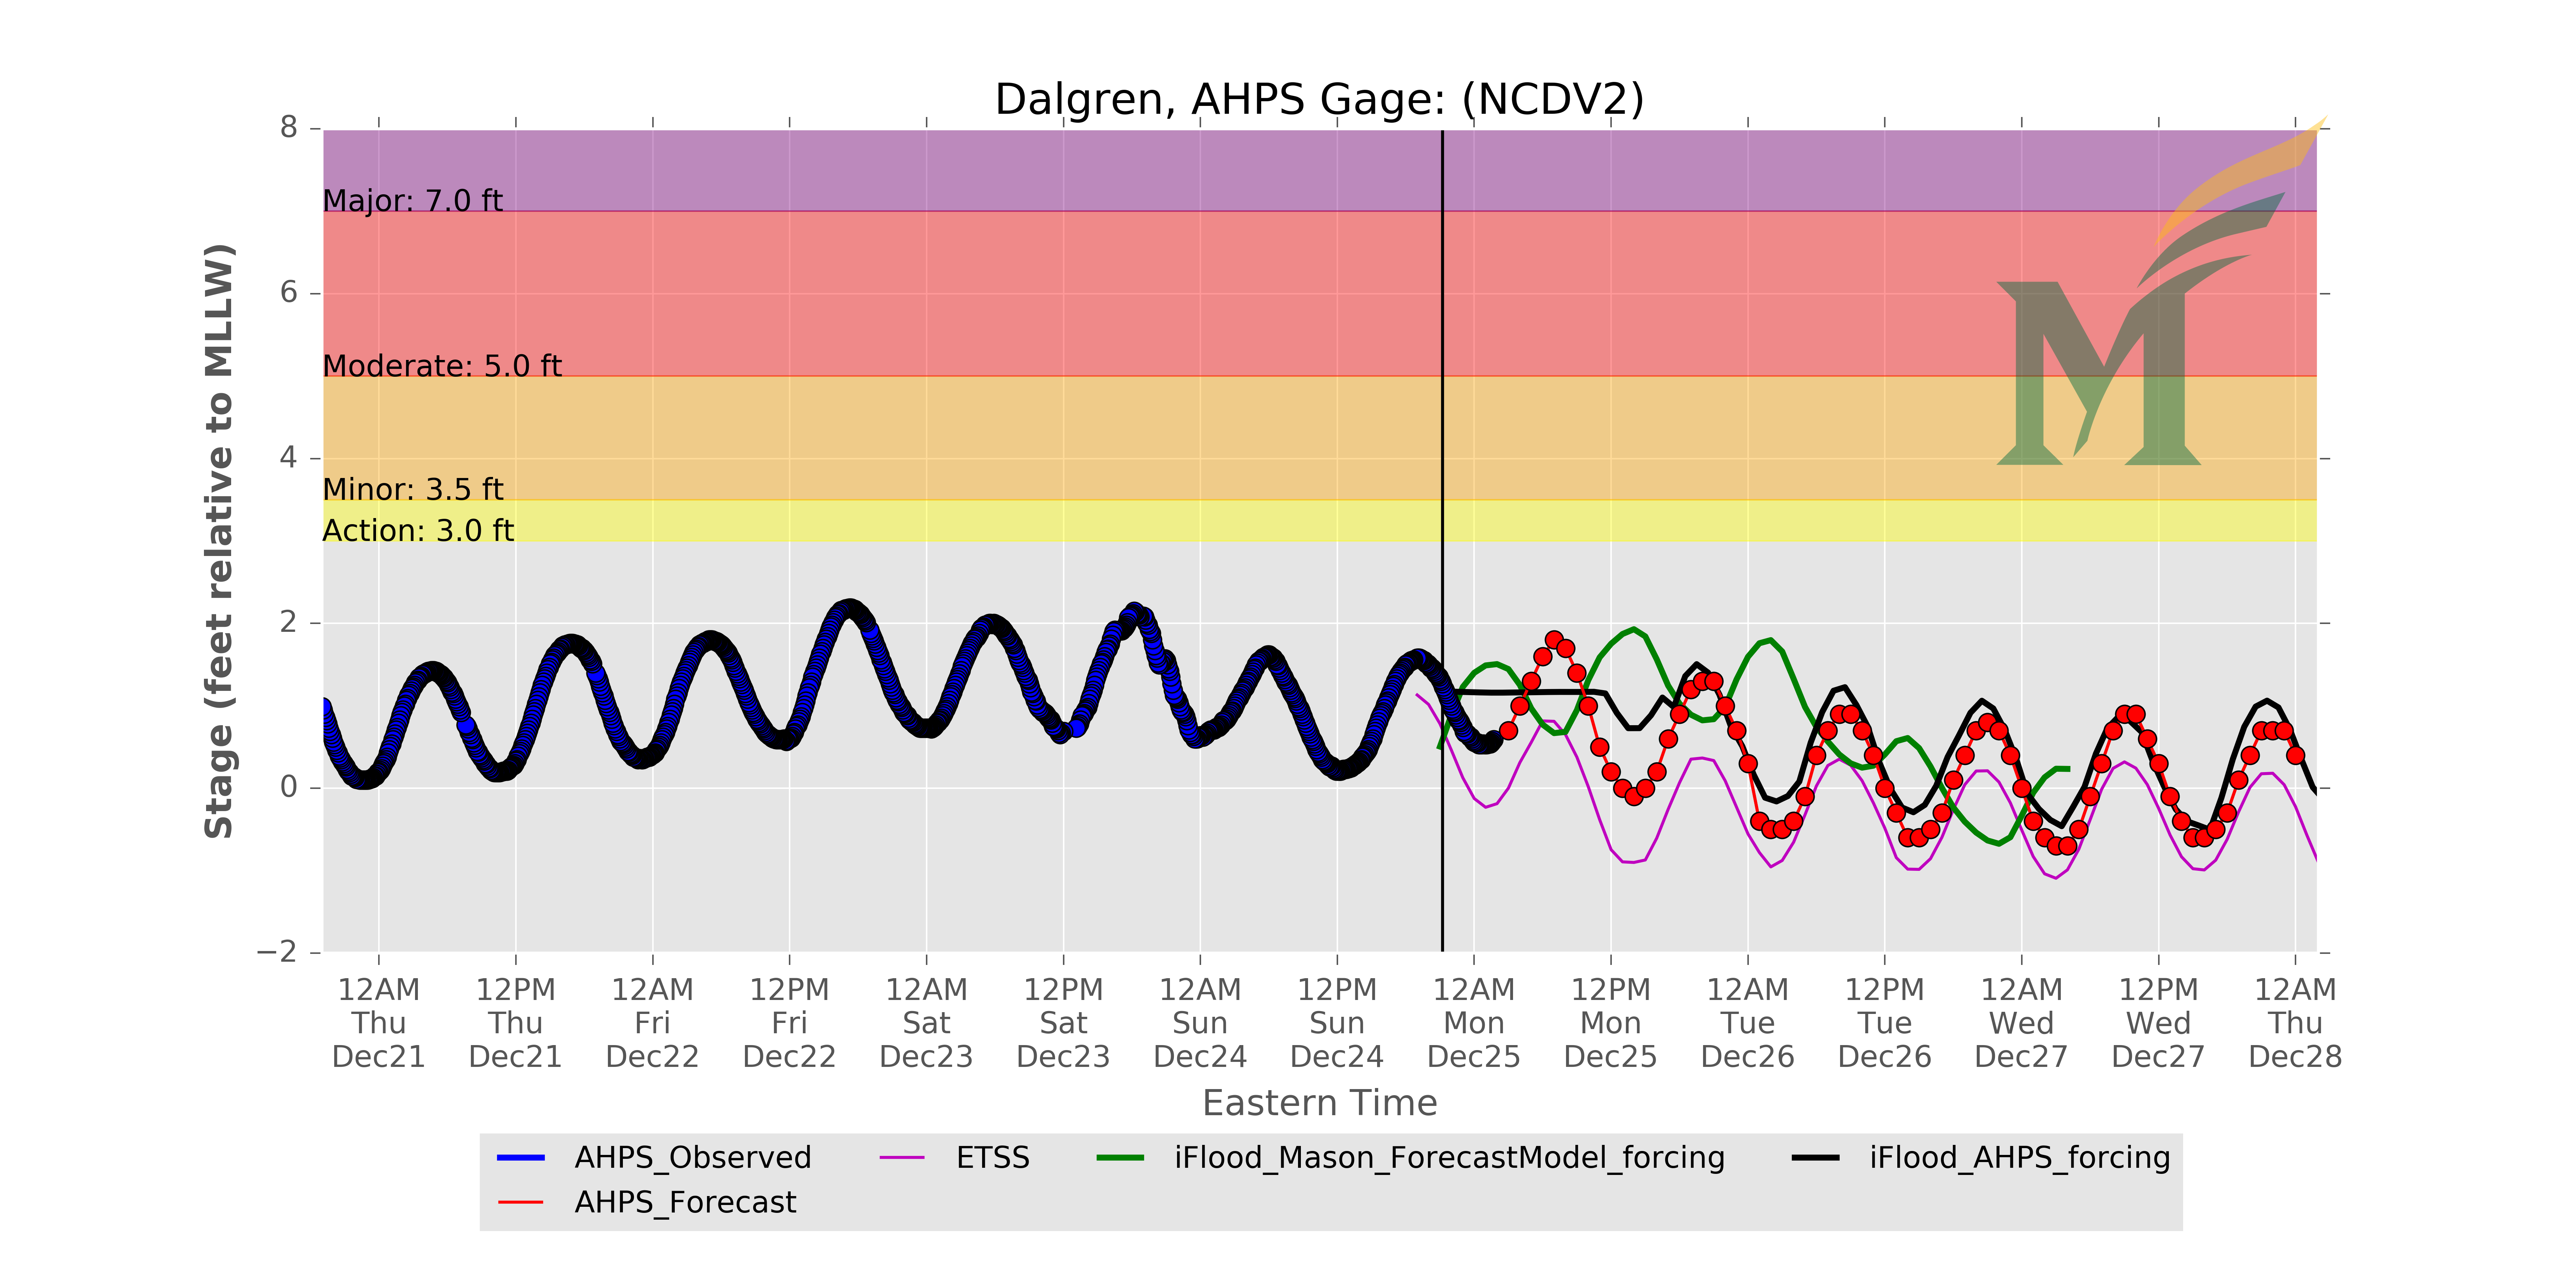 Dalgren, AHPS Gage: (NCDV2)
8
Major: 7.0 ft
6
Moderate: 5.0 ft
4
Minor: 3.5 ft
Action: 3.0 ft
2
0
−2
Stage (feet relative to MLLW)
M
12AM 12PM 12AM 12PM 12AM 12PM 12AM 12PM 12AM 12PM 12AM 12PM 12AM 12PM 12AM
Thu Thu Fri Fri Sat Sat Sun Sun Mon Mon Tue Tue Wed Wed Thu
Dec21 Dec21 Dec22 Dec22 Dec23 Dec23 Dec24 Dec24 Dec25 Dec25 Dec26 Dec26 Dec27 Dec27 Dec28
Eastern Time
AHPS_Observed ETSS iFlood_Mason_ForecastModel_forcing iFlood_AHPS_forcing
AHPS_Forecast